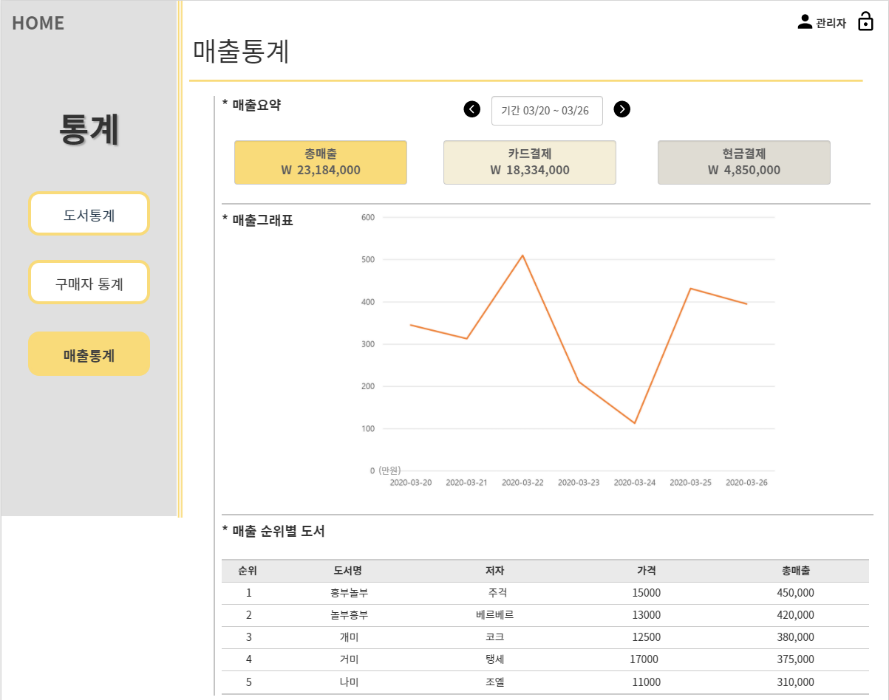 HOME
관리자
매출통계
통계
도서통계
구매자 통계
매출통계
* 매출요약
기간 03/20 ~ 03/26
총매출
₩ 23,184,000
카드결제
₩ 18,334,000
현금결제
₩ 4,850,000
* 매출그래표
600
500
400
300
200
100
0 (만원)
2020-03-20 2020-03-21 2020-03-22 2020-03-23 2020-03-24 2020-03-25 2020-03-26
* 매출 순위별 도서
순위 도서명 저자 가격 총매출
1 흥부놀부 주걱 15000 450,000
2 놀부흥부 베르베르 13000 420,000
3 개미 코크 12500 380,000
4 거미 탱세 17000 375,000
5 나미 조엘 11000 310,000